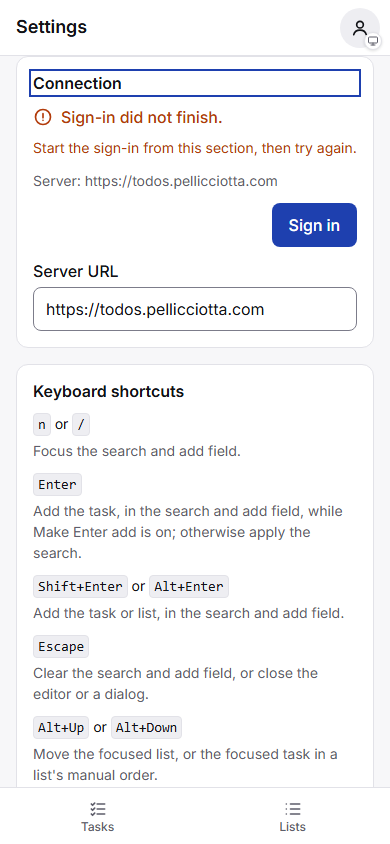 Settings
Connection
Sign-in did not finish.
Start the sign-in from this section, then try again.
Server: https://todos.pellicciotta.com
Sign in
Server URL
https://todos.pellicciotta.com
Keyboard shortcuts
n or /
Focus the search and add field.
Enter
Add the task, in the search and add field, while
Make Enter add is on; otherwise apply the
search.
Shift+Enter or Alt+Enter
Add the task or list, in the search and add field.
Escape
Clear the search and add field, or close the
editor or a dialog.
Alt+Up or Alt+Down
Move the focused list, or the focused task in a
list's manual order.
Tasks
Lists